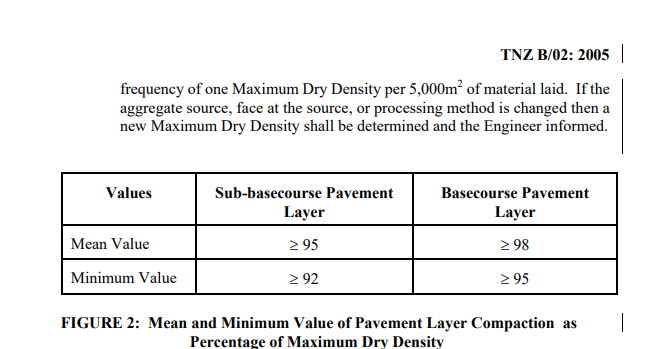 TNZ B/02: 2005
frequency of one Maximum Dry Density per 5,000m² of material laid. If the
aggregate source, face at the source, or processing method is changed then a
new Maximum Dry Density shall be determined and the Engineer informed.
Values Sub-basecourse Pavement Layer Basecourse Pavement Layer
Mean Value ≥ 95 ≥ 98
Minimum Value ≥ 92 ≥ 95
FIGURE 2: Mean and Minimum Value of Pavement Layer Compaction as
Percentage of Maximum Dry Density